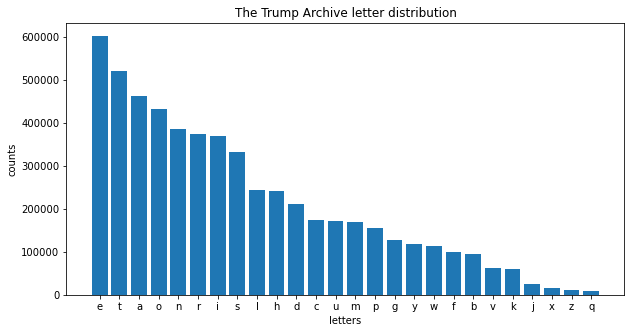 The Trump Archive letter distribution
counts
600000
500000
400000
300000
200000
100000
0
e t a o n r i s l h d c u m p g y w f b v k j x z q
letters